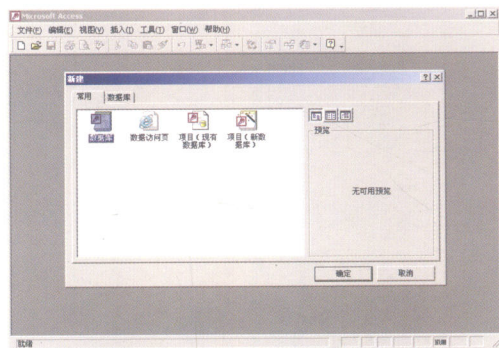 Microsoft Access
文件(F) 编辑(E) 视图(V) 插入(I) 工具(T) 窗口(W) 帮助(H)
新建
常用 数据库
数据库 数据访问页 项目(现有数据库) 项目(新数据库)
预览
无可用预览
确定 取消
就绪